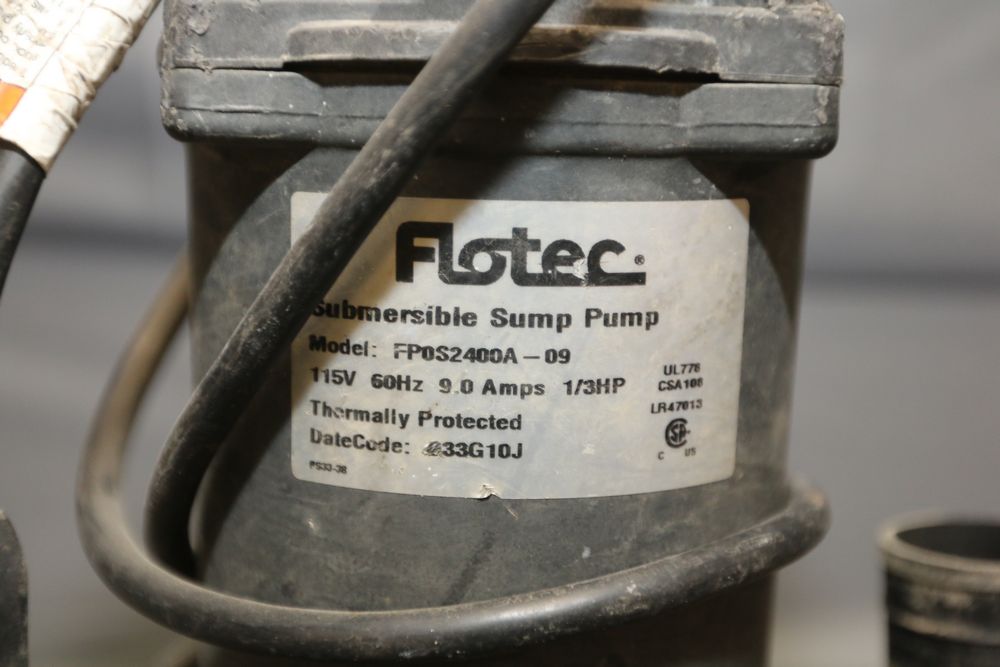 Flotec®
Submersible Sump Pump
Model: FP0S2400A-09
115V 60Hz 9.0 Amps 1/3HP
Thermally Protected
DateCode: 33G10J
PS33-38
UL778
CSA108
LR47013
C US